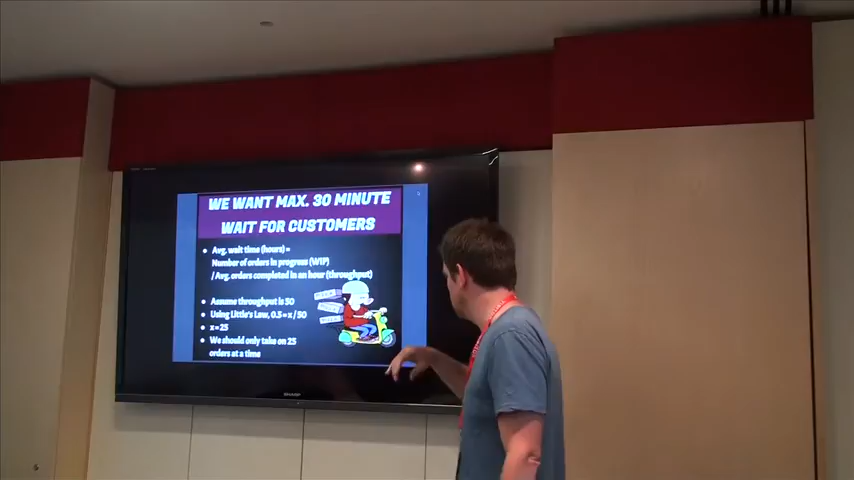 WE WANT MAX. 30 MINUTE
WAIT FOR CUSTOMERS
Avg. wait time (hours) =
Number of orders in progress (WIP)
/ Avg. orders completed in an hour (throughput)
Assume throughput is 50
Using Little's Law, 0.5 = x / 50
x = 25
We should only take on 25
orders at a time
SHARP